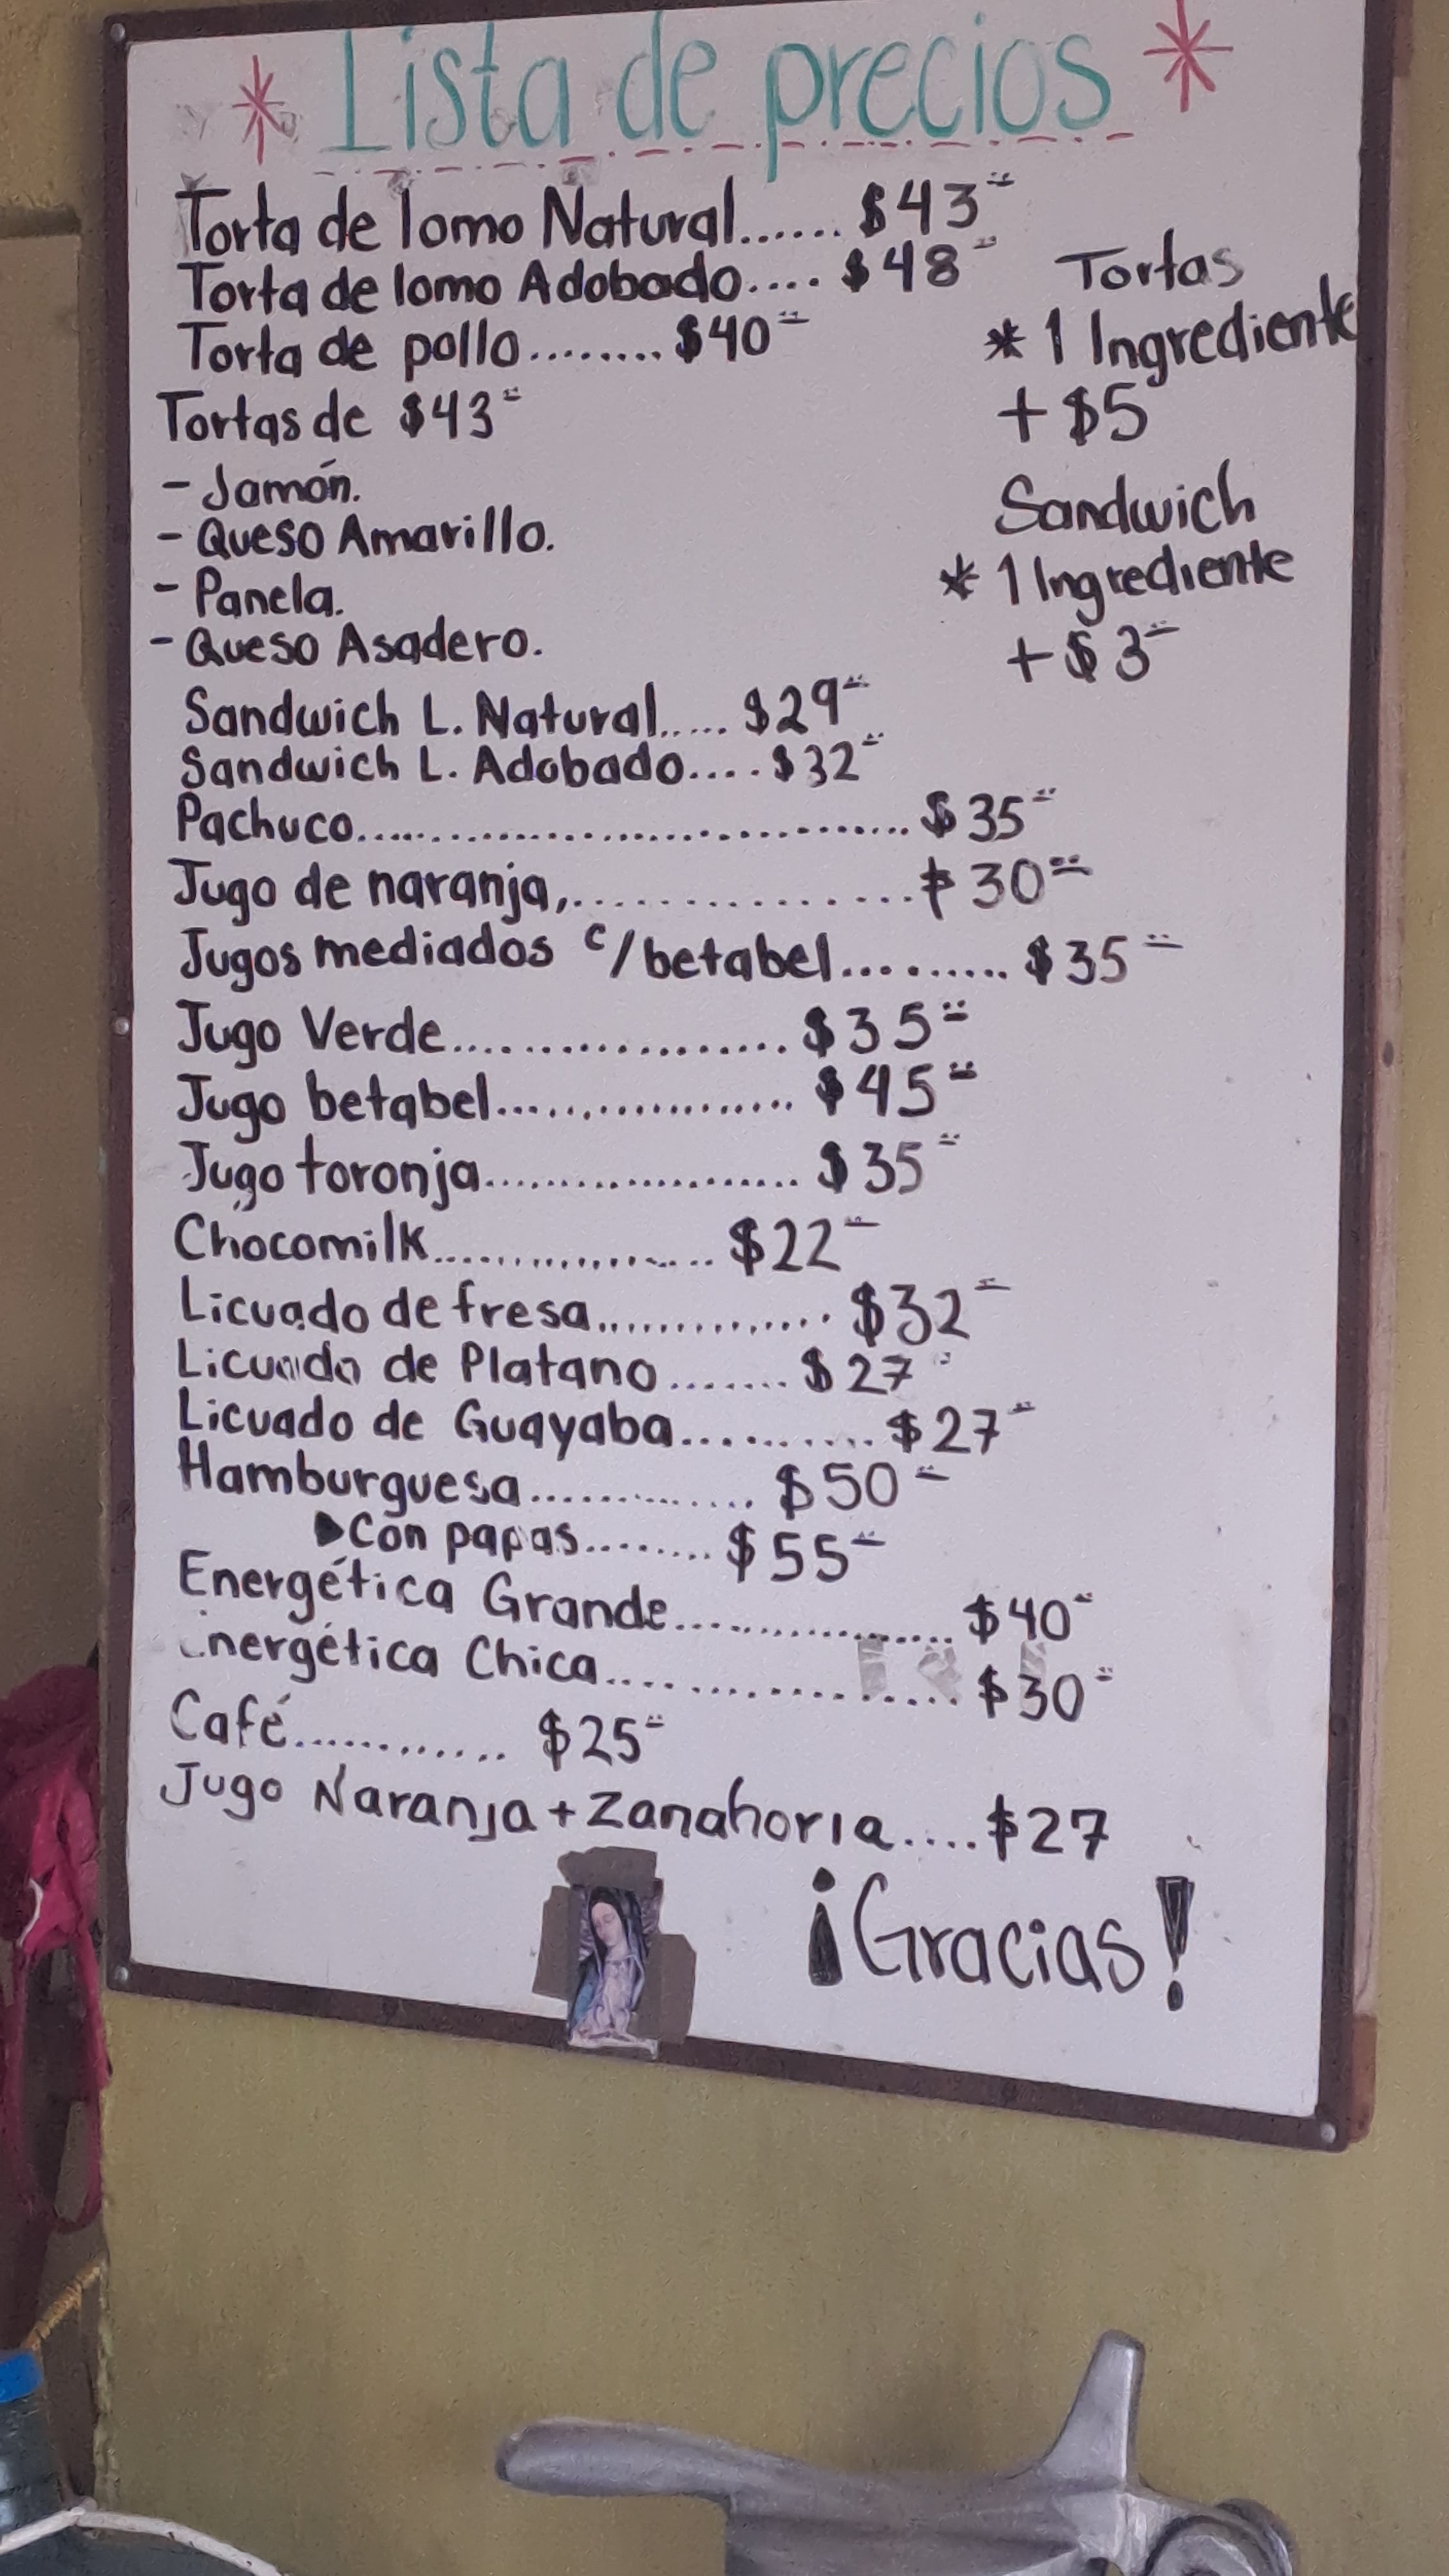 * Lista de precios *
Torta de lomo Natural....... $43=
Torta de lomo Adobado.... $48=
Torta de pollo......... $40=
Tortas de $43=
- Jamón.
- Queso Amarillo.
- Panela.
- Queso Asadero.
Tortas
* 1 Ingrediente
+ $5
Sandwich
* 1 Ingrediente
+ $3=
Sandwich L. Natural..... $29=
Sandwich L. Adobado.... $32=
Pachuco..................................... $35=
Jugo de naranja,................. $30=
Jugos mediados c/betabel.......... $35=
Jugo Verde................... $35=
Jugo betabel.................. $45=
Jugo toronja.................... $35=
Chocomilk.................. $22=
Licuado de fresa............... $32=
Licuado de Platano....... $27=
Licuado de Guayaba........... $27=
Hamburguesa.............. $50=
▶Con papas........ $55=
Energética Grande.................. $40=
Energética Chica..................... $30=
Café............. $25=
Jugo Naranja + Zanahoria.... $27
¡Gracias!